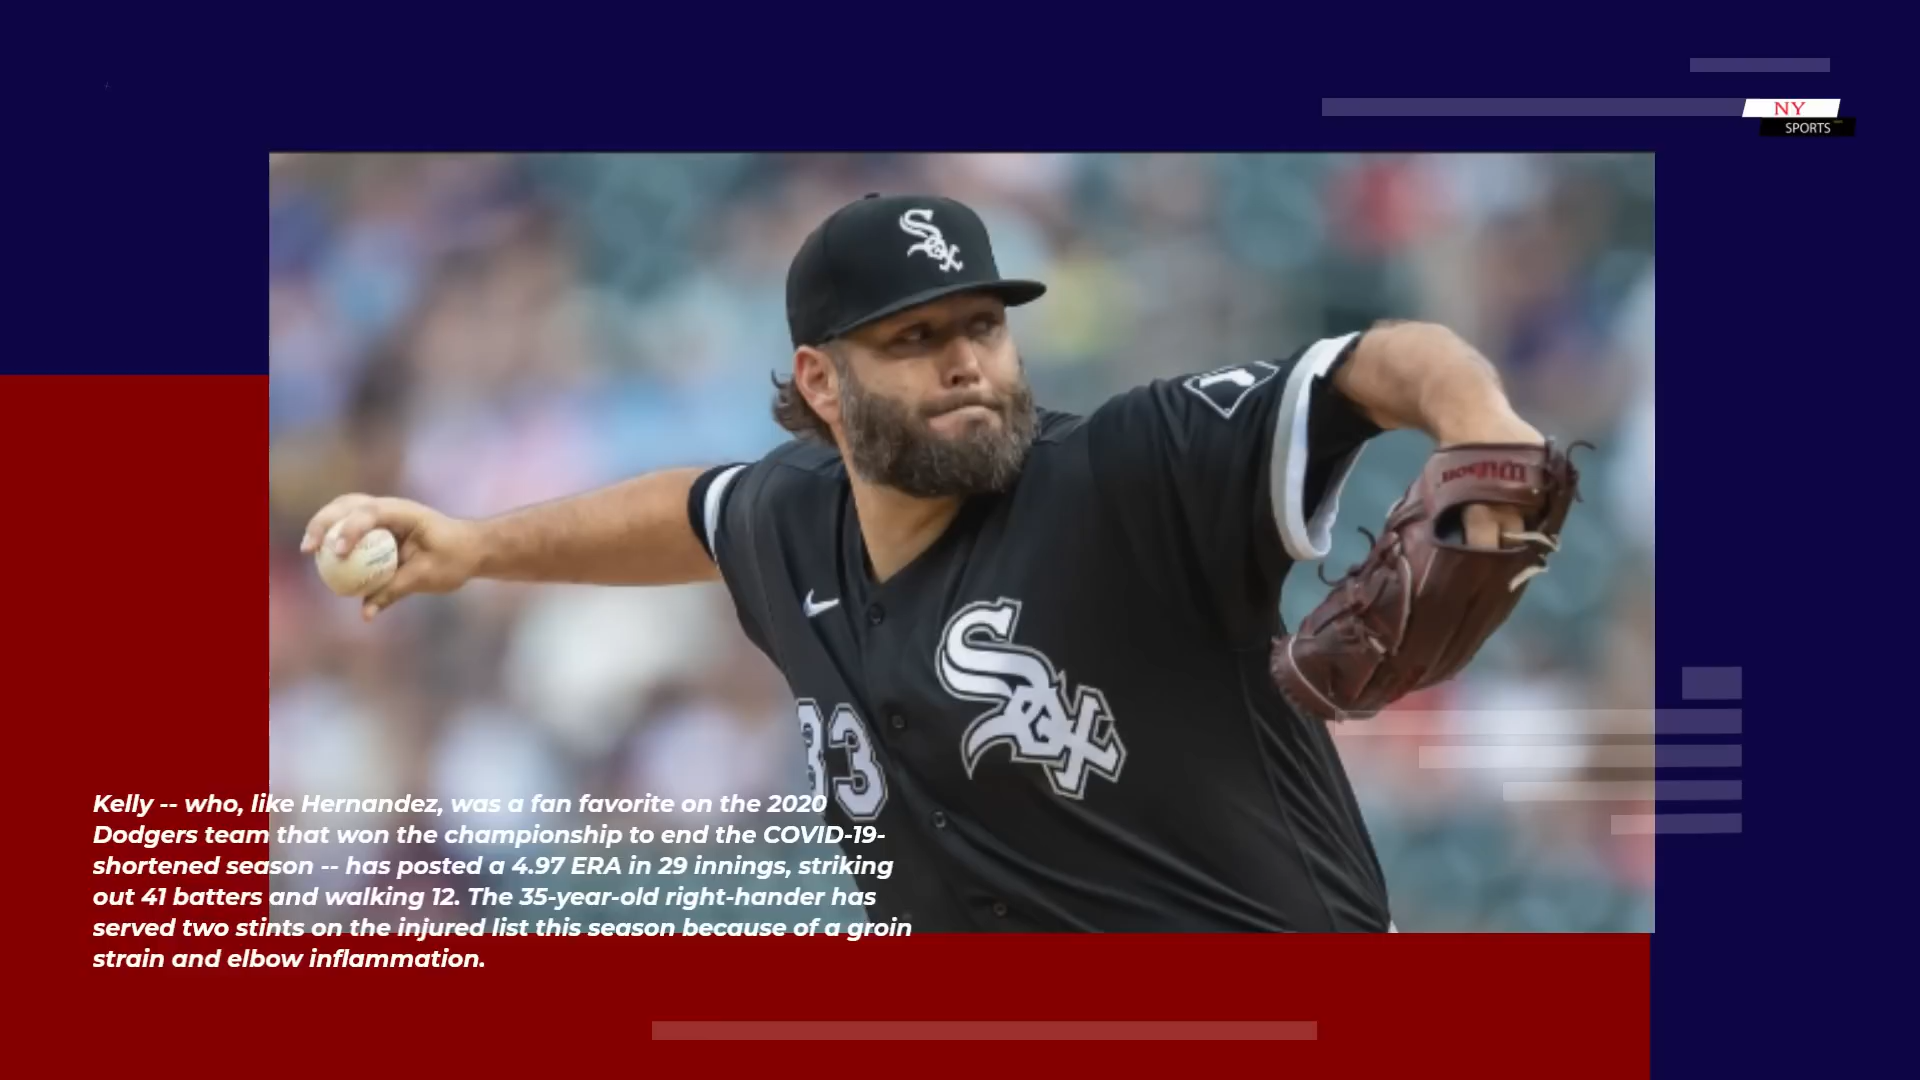 NY
SPORTS
Sox
Wilson
Sox
33
Kelly -- who, like Hernandez, was a fan favorite on the 2020
Dodgers team that won the championship to end the COVID-19-
shortened season -- has posted a 4.97 ERA in 29 innings, striking
out 41 batters and walking 12. The 35-year-old right-hander has
served two stints on the injured list this season because of a groin
strain and elbow inflammation.